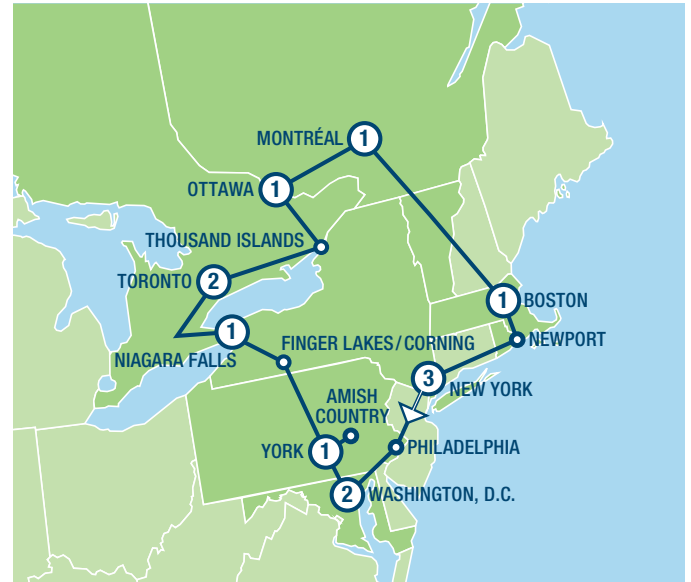 MONTRÉAL
1
OTTAWA
1
THOUSAND ISLANDS
TORONTO
2
1
BOSTON
NIAGARA FALLS
1
NEWPORT
FINGER LAKES/CORNING
3
NEW YORK
AMISH
COUNTRY
YORK
1
PHILADELPHIA
2
WASHINGTON, D.C.